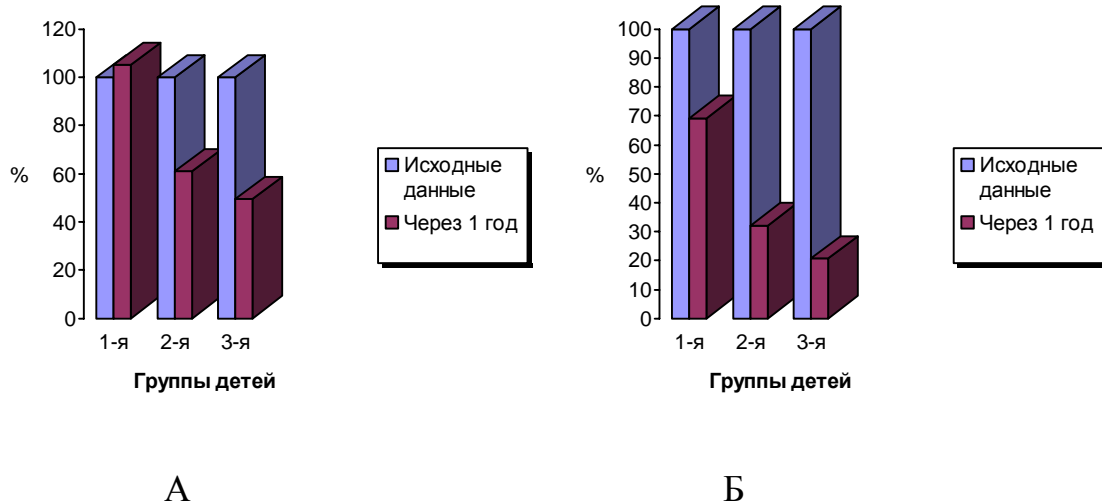 120
100
80
60
40
20
0
%
1-я 2-я 3-я
Группы детей
Исходные
данные
Через 1 год
А
100
90
80
70
60
50
40
30
20
10
0
%
1-я 2-я 3-я
Группы детей
Исходные
данные
Через 1 год
Б